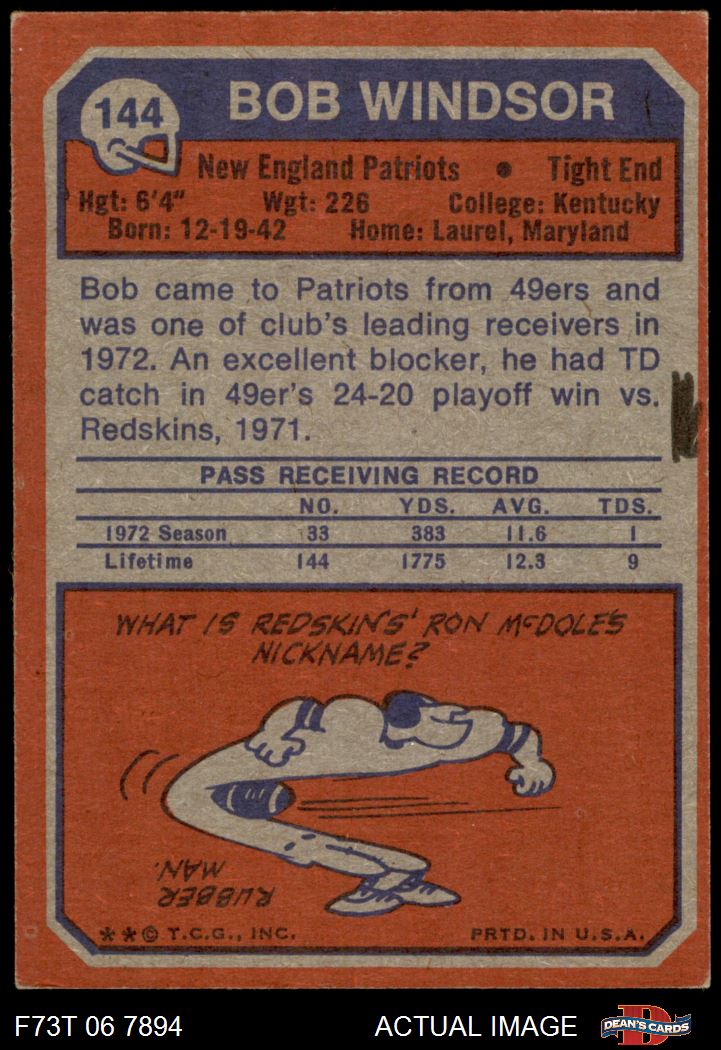 144
BOB WINDSOR
New England Patriots • Tight End
Hgt: 6'4" Wgt: 226 College: Kentucky
Born: 12-19-42 Home: Laurel, Maryland
Bob came to Patriots from 49ers and
was one of club's leading receivers in
1972. An excellent blocker, he had TD
catch in 49er's 24-20 playoff win vs.
Redskins, 1971.
PASS RECEIVING RECORD
NO. YDS. AVG. TDS.
1972 Season 33 383 11.6 1
Lifetime 144 1775 12.3 9
WHAT IS REDSKIN'S' RON McDOLE'S
NICKNAME?
RUBBER
MAN.
**© T.C.G., INC. PRTD. IN U.S.A.
F73T 06 7894 ACTUAL IMAGE D DEAN'S CARDS